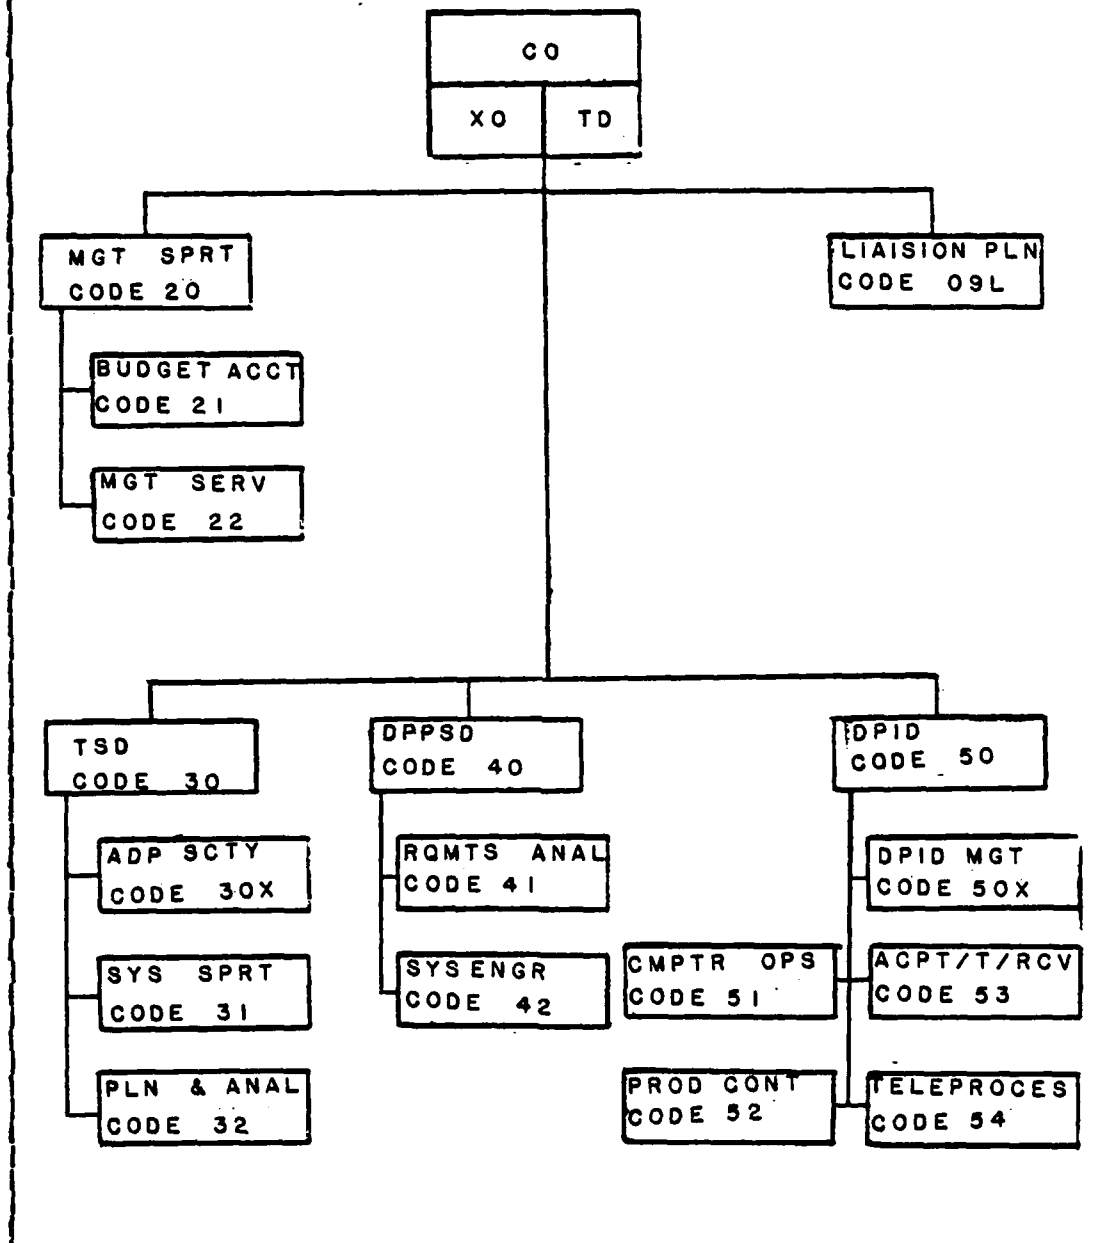 CO
XO TD
MGT SPRT
CODE 20
LIAISION PLN
CODE 09L
BUDGET ACCT
CODE 21
MGT SERV
CODE 22
TSD
CODE 30
DPPSD
CODE 40
DPID
CODE 50
ADP SCTY
CODE 30X
RQMTS ANAL
CODE 41
DPID MGT
CODE 50X
SYS SPRT
CODE 31
SYS ENGR
CODE 42
CMPTR OPS
CODE 51
ACPT/T/RCV
CODE 53
PLN & ANAL
CODE 32
PROD CONT
CODE 52
TELEPROCES
CODE 54